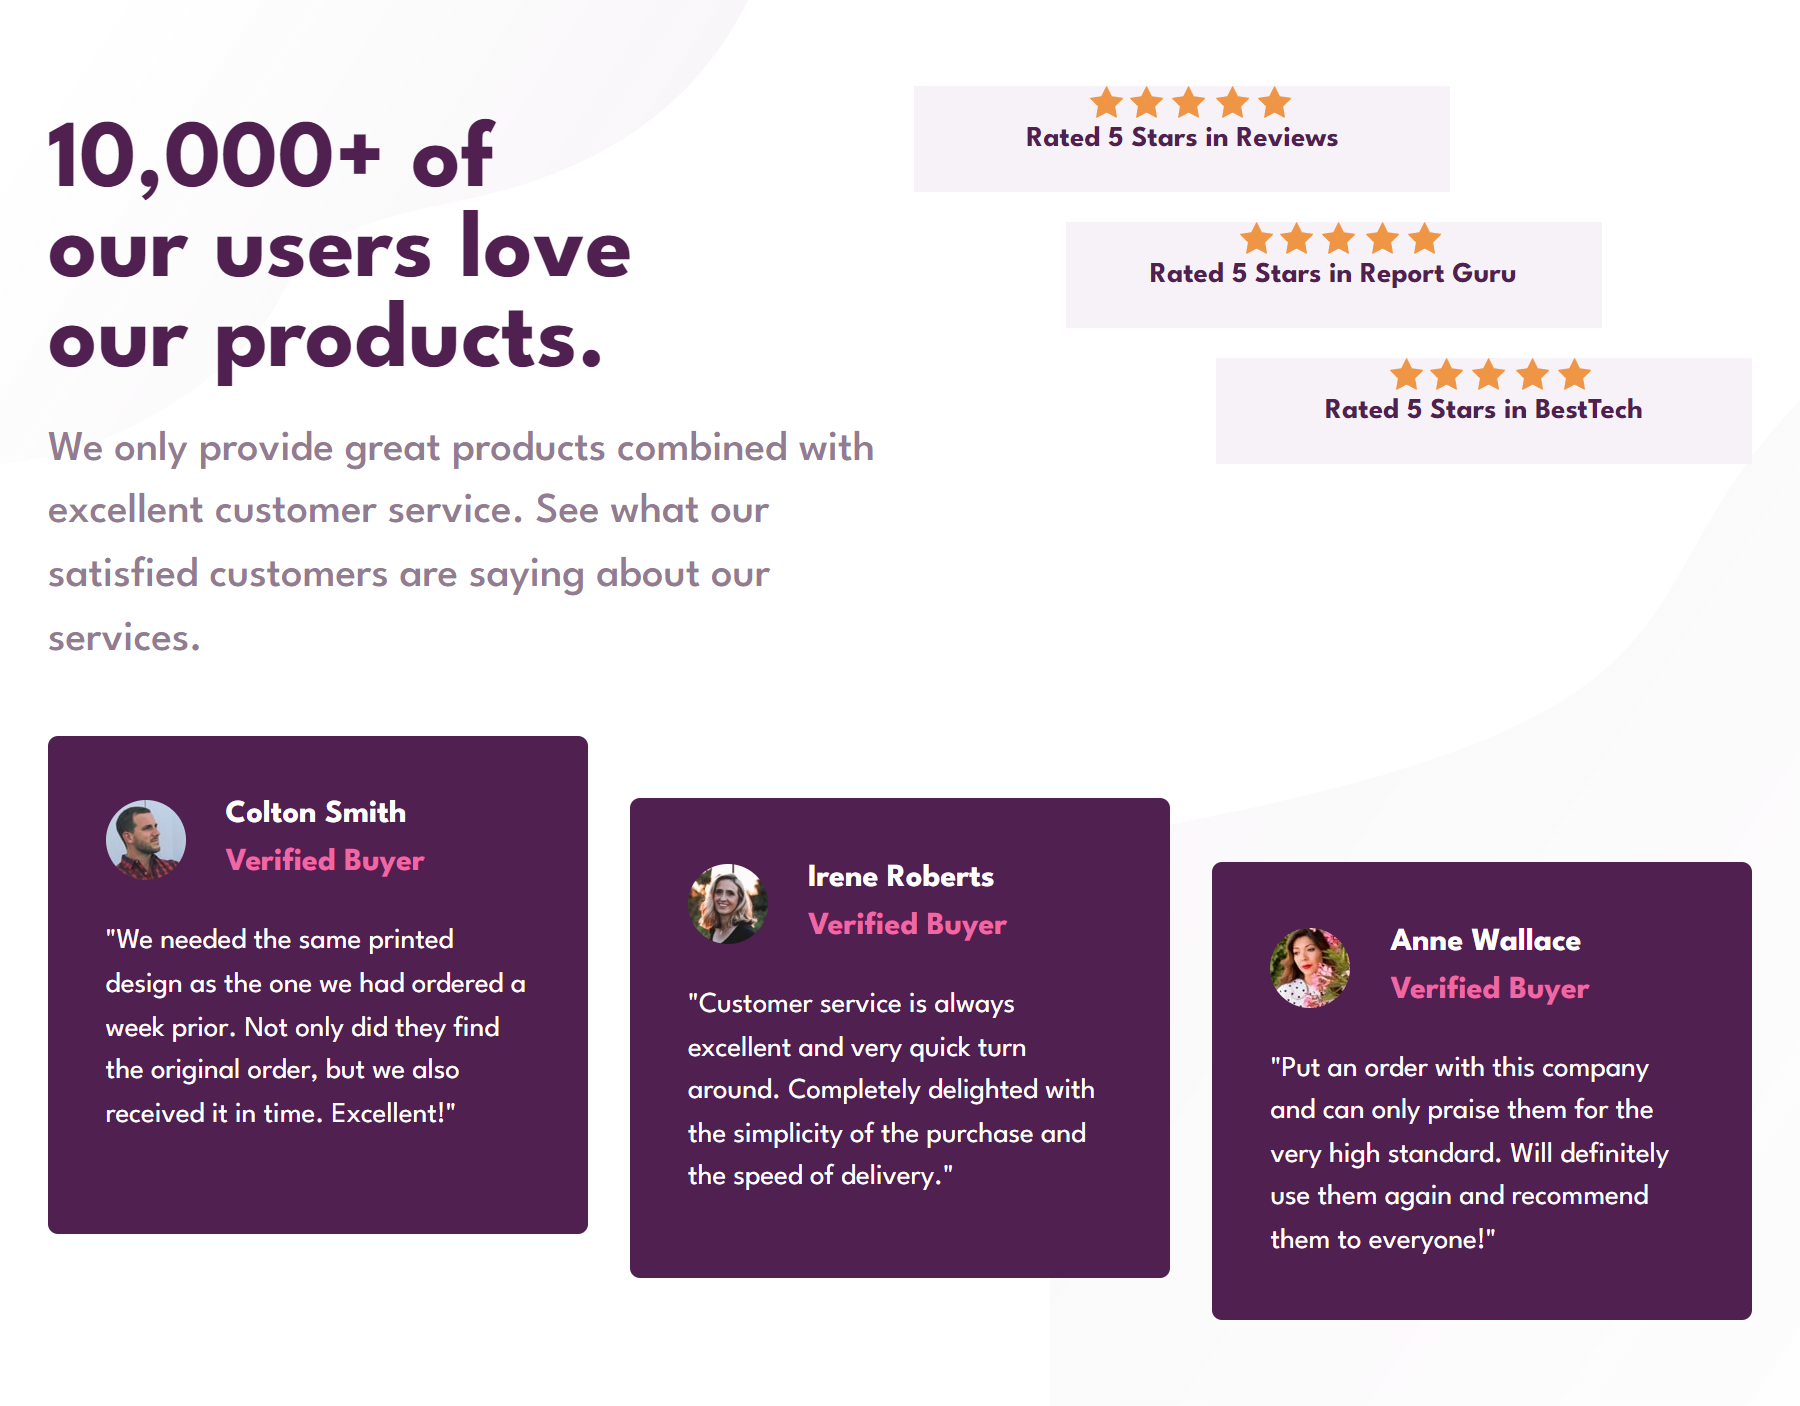 10,000+ of
our users love
our products.
We only provide great products combined with
excellent customer service. See what our
satisfied customers are saying about our
services.
Rated 5 Stars in Reviews
Rated 5 Stars in Report Guru
Rated 5 Stars in BestTech
Colton Smith
Verified Buyer
"We needed the same printed
design as the one we had ordered a
week prior. Not only did they find
the original order, but we also
received it in time. Excellent!"
Irene Roberts
Verified Buyer
"Customer service is always
excellent and very quick turn
around. Completely delighted with
the simplicity of the purchase and
the speed of delivery."
Anne Wallace
Verified Buyer
"Put an order with this company
and can only praise them for the
very high standard. Will definitely
use them again and recommend
them to everyone!"